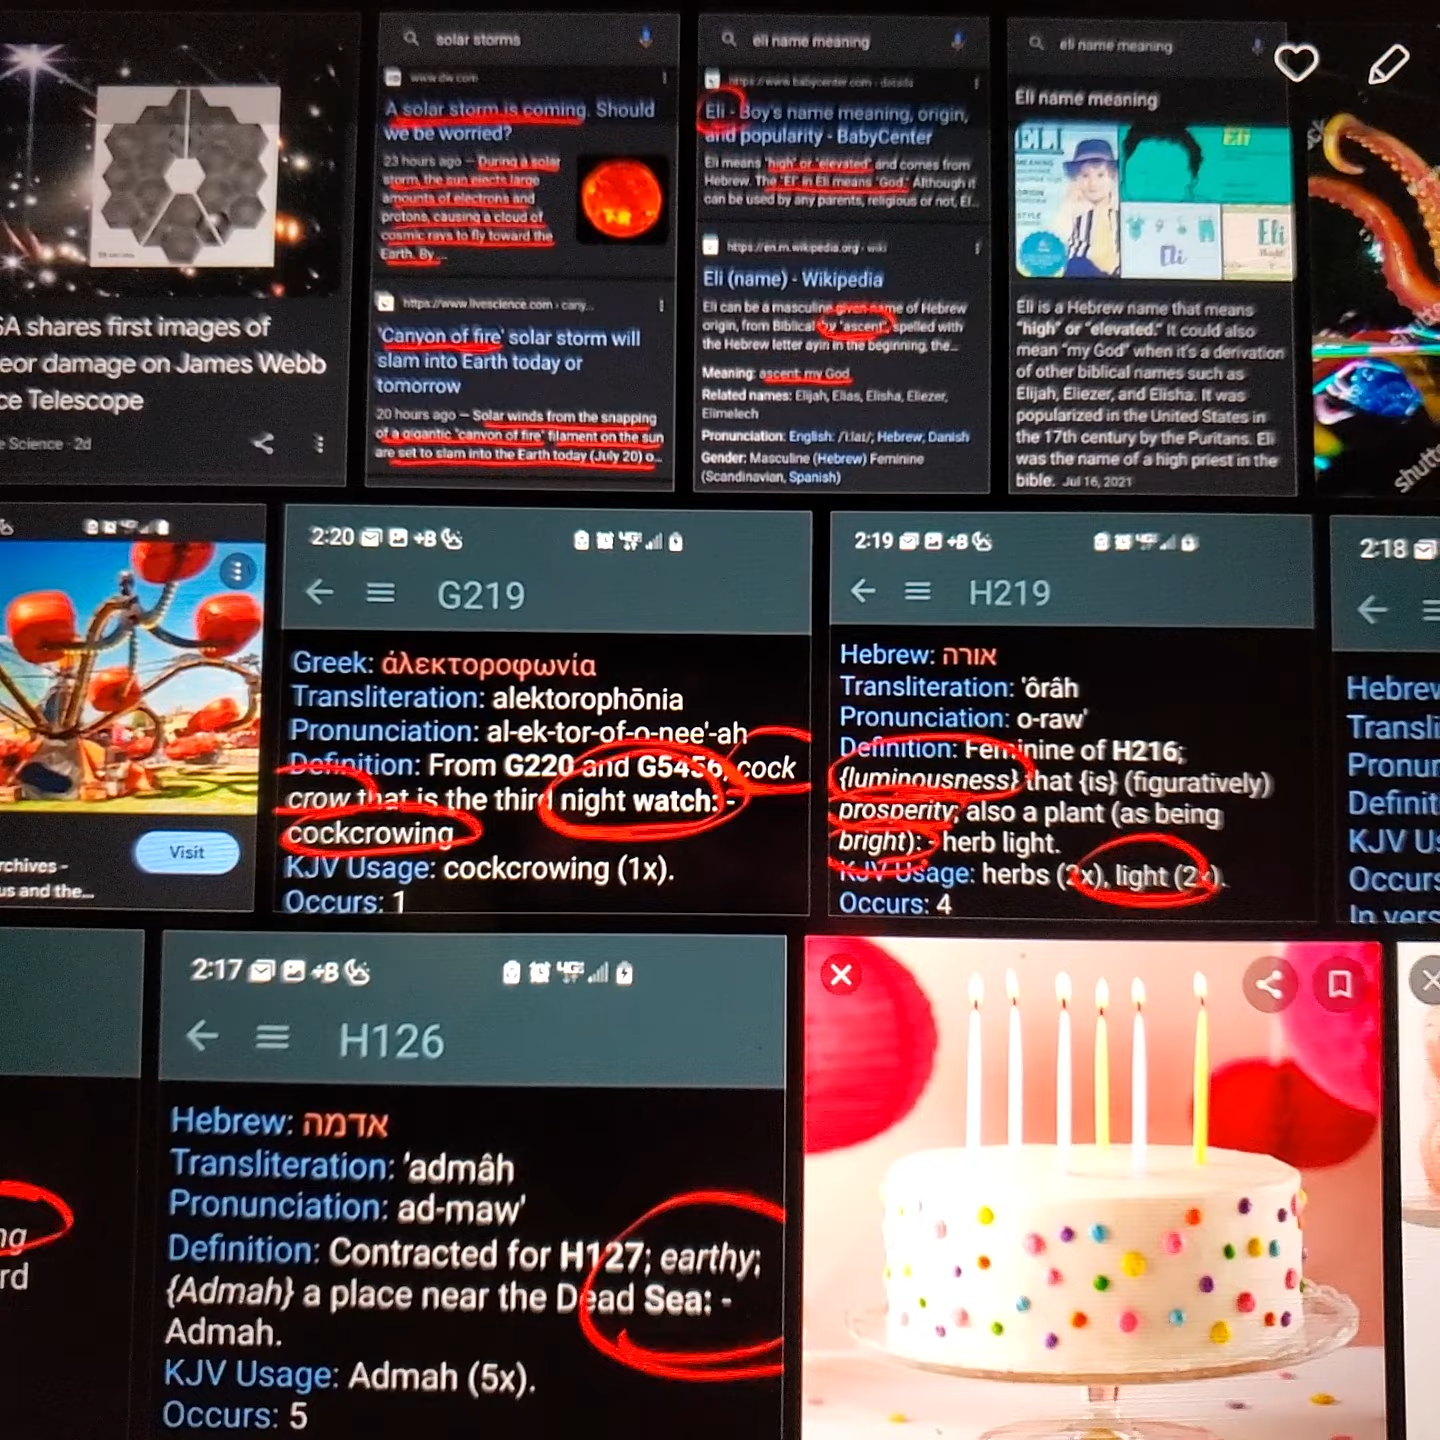 SA shares first images of
eor damage on James Webb
ce Telescope
e Science · 2d
solar storms
www.dw.com
A solar storm is coming. Should
we be worried?
23 hours ago — During a solar
storm, the sun ejects large
amounts of electrons and
protons, causing a cloud of
cosmic rays to fly toward the
Earth. By ...
https://www.livescience.com › cany...
'Canyon of fire' solar storm will
slam into Earth today or
tomorrow
20 hours ago — Solar winds from the snapping
of a gigantic "canyon of fire" filament on the sun
are set to slam into the Earth today (July 20) o...
eli name meaning
https://www.babycenter.com › details
Eli - Boy's name meaning, origin,
and popularity - BabyCenter
Eli means "high" or "elevated" and comes from
Hebrew. The "El" in Eli means "God." Although it
can be used by any parents, religious or not, El...
https://en.m.wikipedia.org › wiki
Eli (name) - Wikipedia
Eli can be a masculine given name of Hebrew
origin, from Biblical by "ascent", spelled with
the Hebrew letter ayin in the beginning, the...
Meaning: ascent; my God
Related names: Elijah, Elias, Elisha, Eliezer,
Elimelech
Pronunciation: English: /iːlaɪ/; Hebrew; Danish
Gender: Masculine (Hebrew) Feminine
(Scandinavian, Spanish)
eli name meaning
Eli name meaning
ELI
MEANING
STYLE
Eli
Eli
Eli
Eli is a Hebrew name that means
"high" or "elevated." It could also
mean "my God" when it's a derivation
of other biblical names such as
Elijah, Eliezer, and Elisha. It was
popularized in the United States in
the 17th century by the Puritans. Eli
was the name of a high priest in the
bible. Jul 16, 2021
shutte
rchives -
us and the...
Visit
2:20 +B
G219
Greek: ἀλεκτοροφωνία
Transliteration: alektorophōnia
Pronunciation: al-ek-tor-of-o-nee'-ah
Definition: From G220 and G5456; cock
crow that is the third night watch: -
cockcrowing
KJV Usage: cockcrowing (1x).
Occurs: 1
2:19 +B
H219
Hebrew: אורה
Transliteration: 'ôrâh
Pronunciation: o-raw'
Definition: Feminine of H216;
{luminousness} that {is} (figuratively)
prosperity; also a plant (as being
bright): - herb light.
KJV Usage: herbs (2x), light (2x).
Occurs: 4
2:18
Hebrew
Transli
Pronun
Definit
KJV Us
Occurs
In vers
ng
rd
2:17 +B
H126
Hebrew: אדמה
Transliteration: 'admâh
Pronunciation: ad-maw'
Definition: Contracted for H127; earthy;
{Admah} a place near the Dead Sea: -
Admah.
KJV Usage: Admah (5x).
Occurs: 5